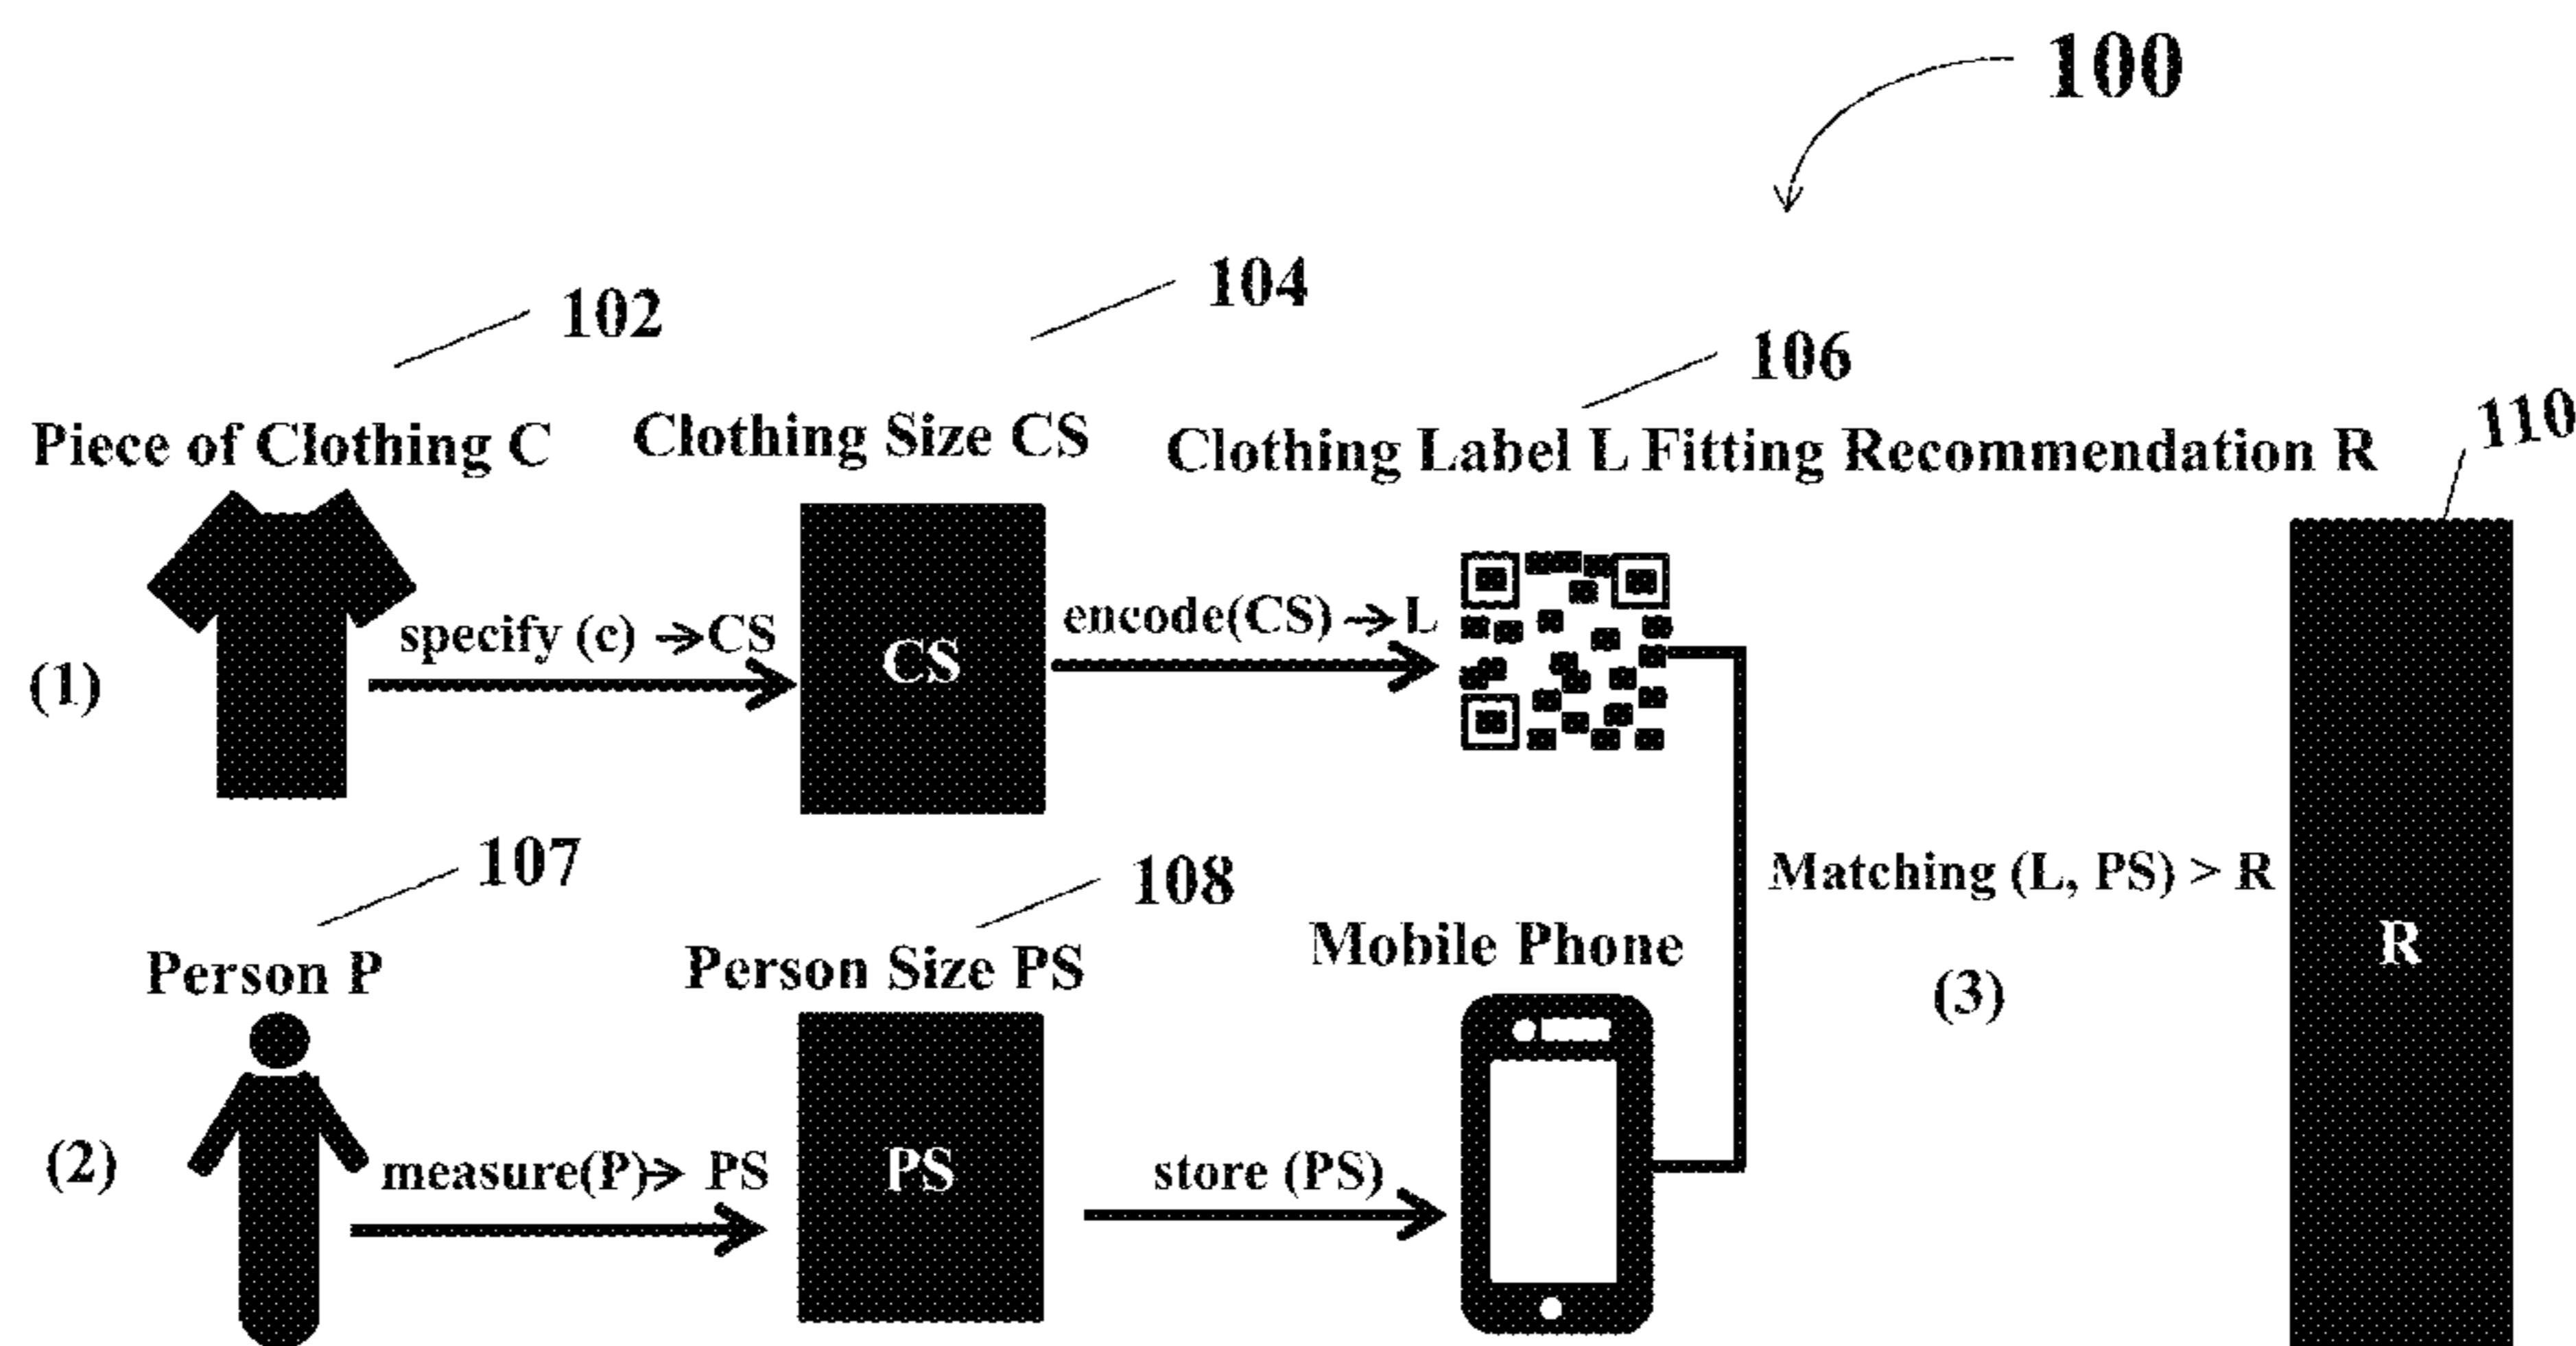 100
102
104
106
110
Piece of Clothing C
Clothing Size CS
Clothing Label L Fitting Recommendation R
(1)
specify (c) →CS
CS
encode(CS) →L
107
108
Matching (L, PS) > R
(3)
R
Person P
Person Size PS
Mobile Phone
(2)
measure(P)→ PS
PS
store (PS)